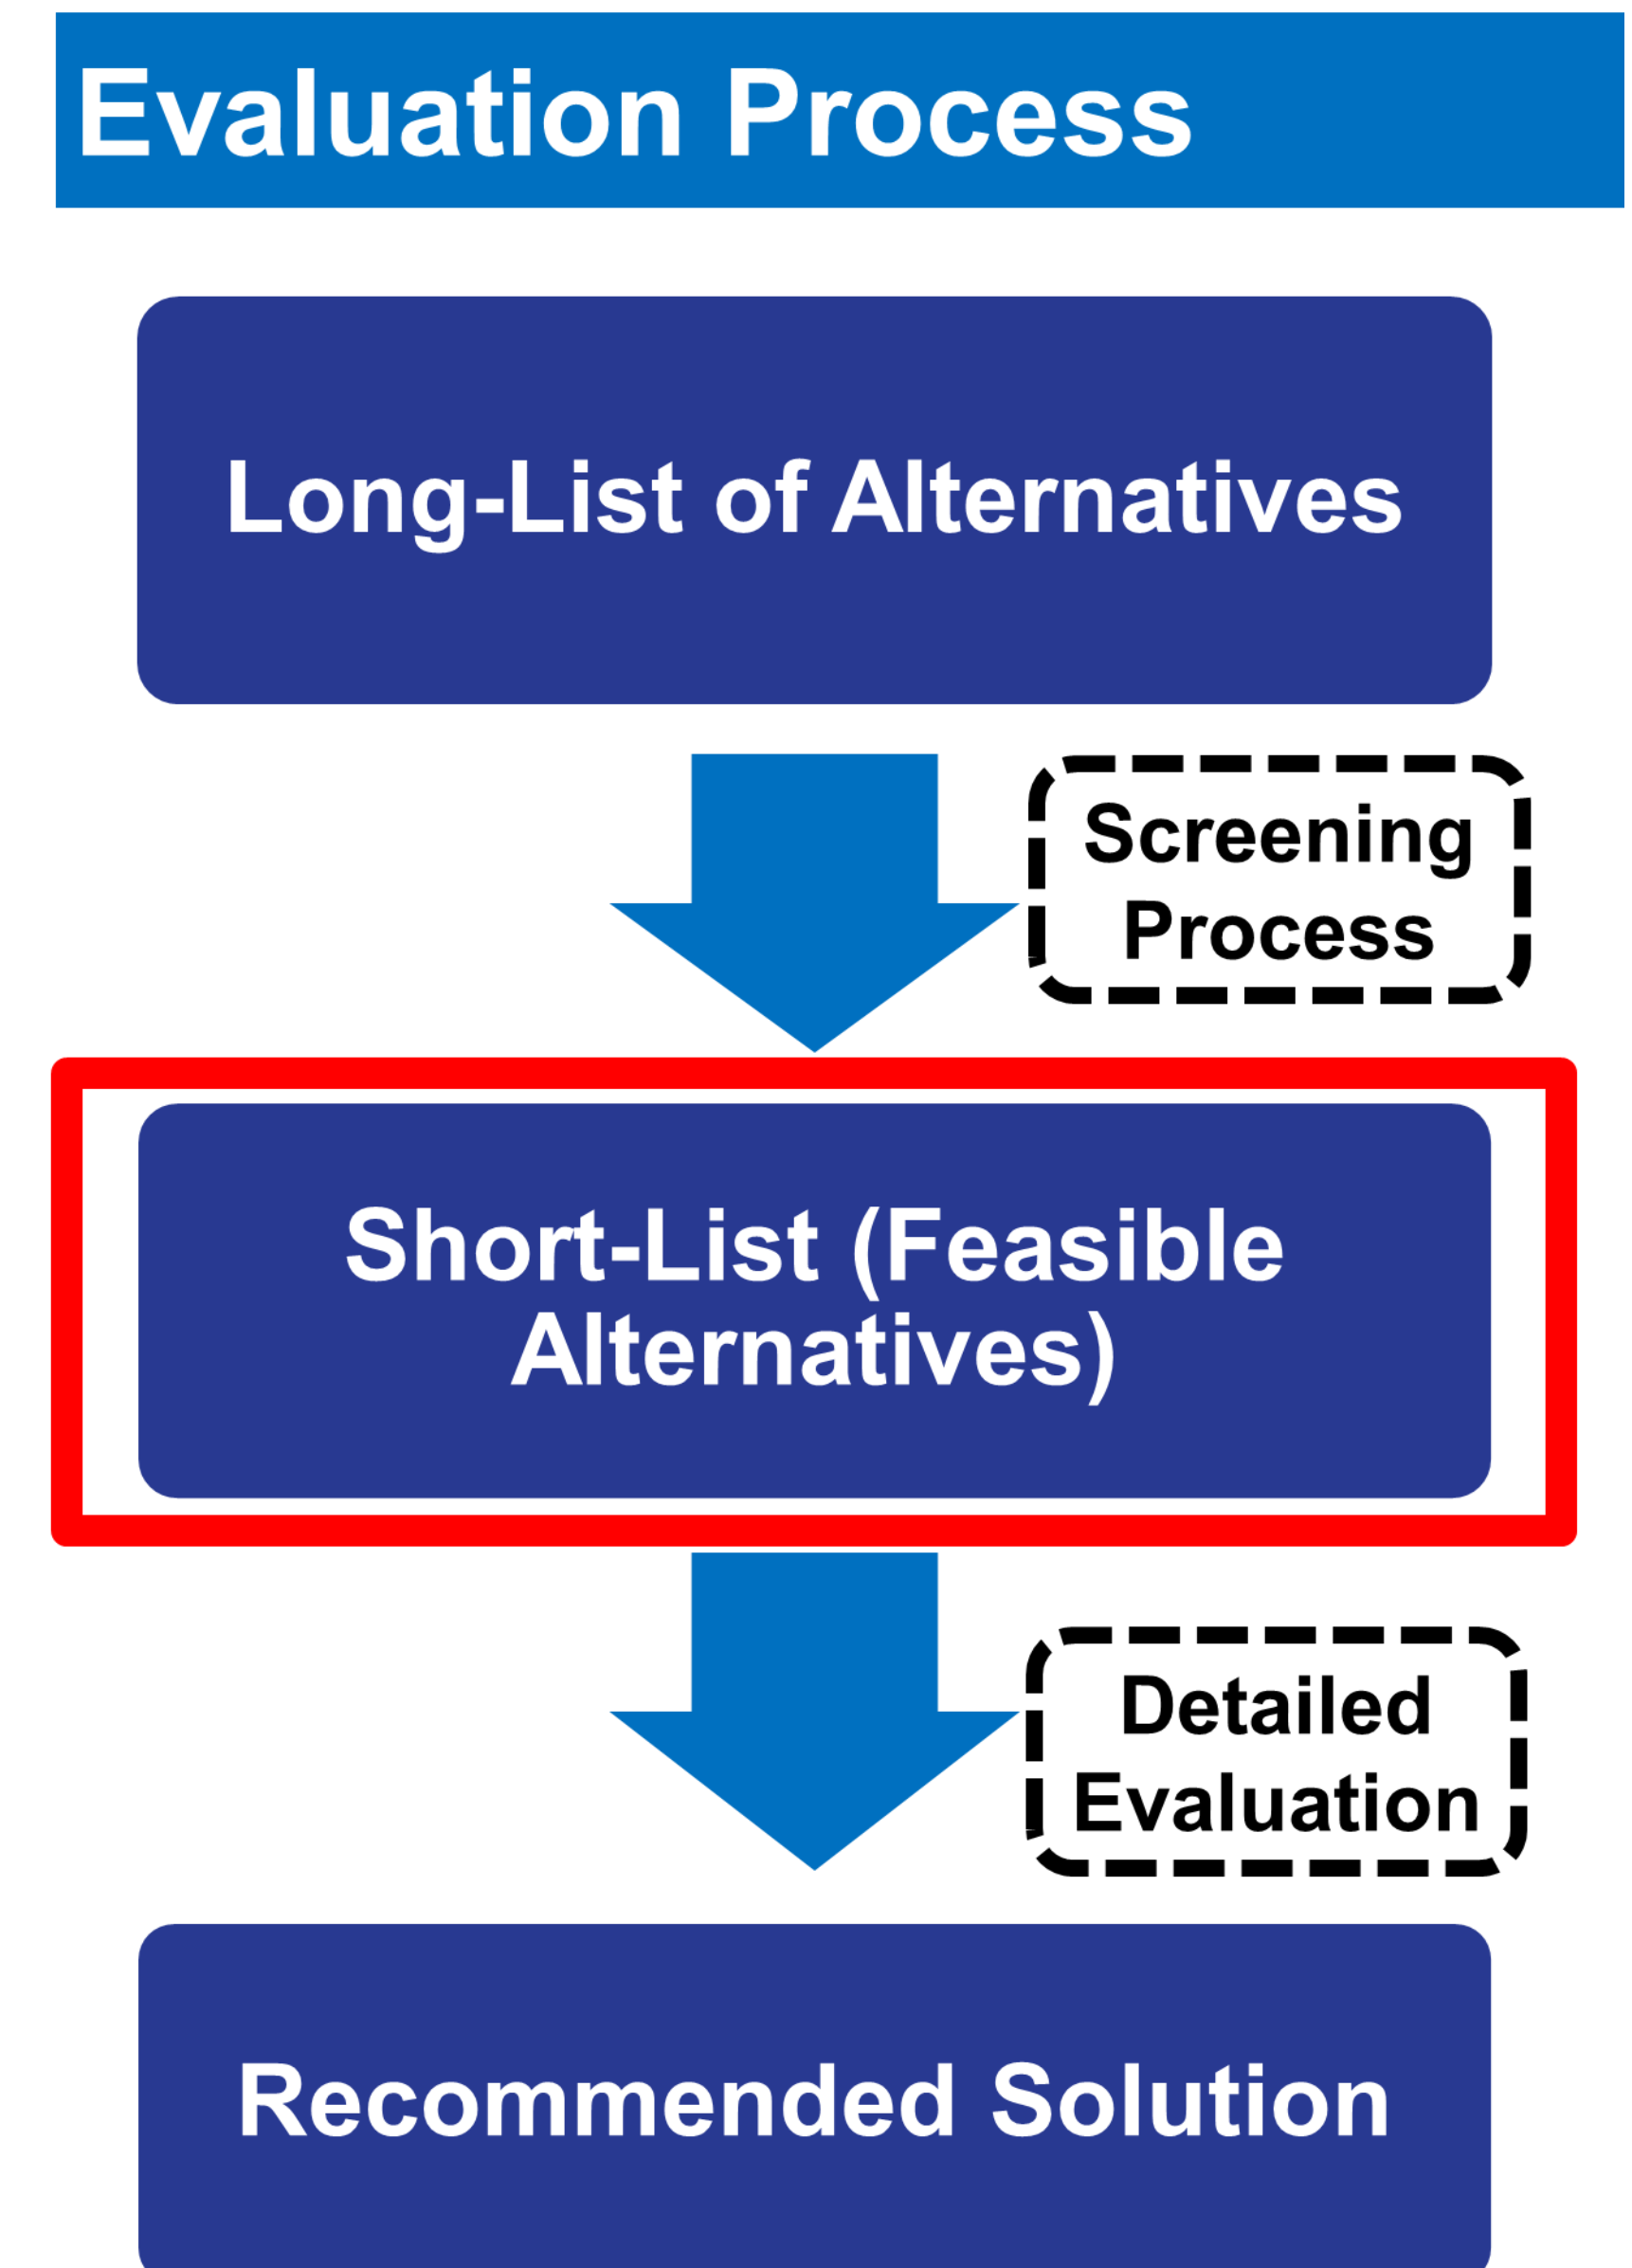 Evaluation Process
Long-List of Alternatives
Screening
Process
Short-List (Feasible
Alternatives)
Detailed
Evaluation
Recommended Solution